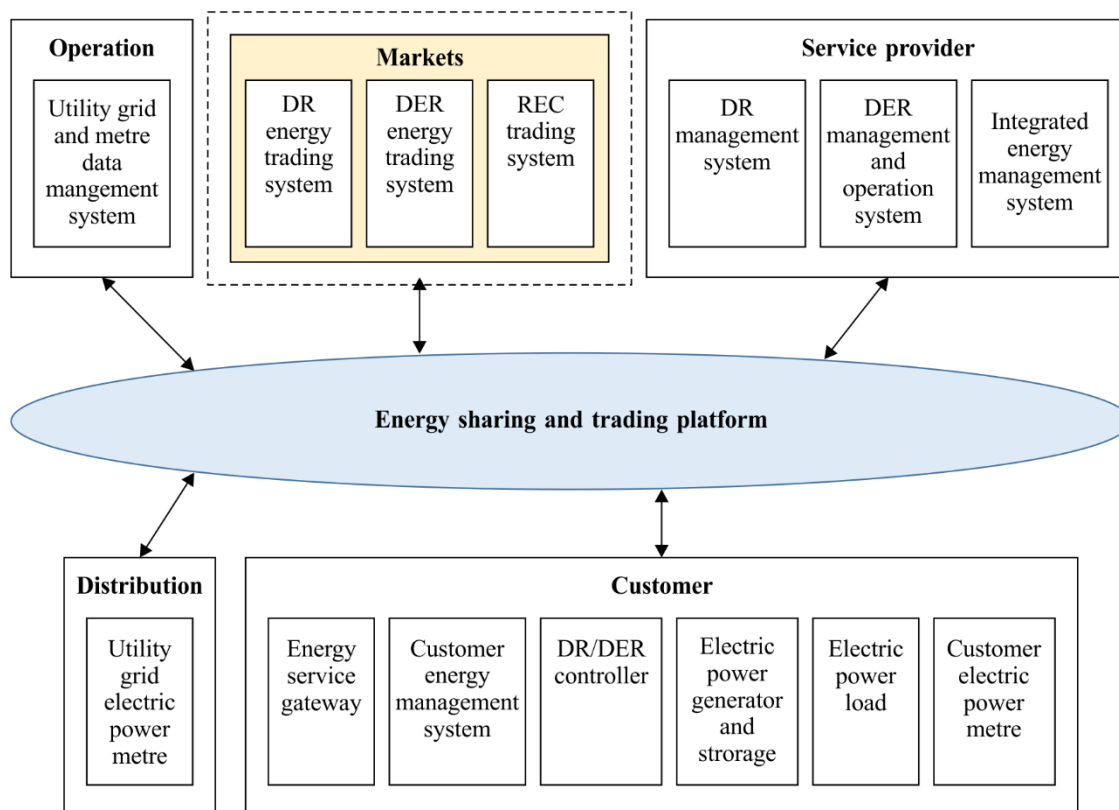 Operation
Utility grid
and metre
data
mangement
system
Markets
DR
energy
trading
system
DER
energy
trading
system
REC
trading
system
Service provider
DR
management
system
DER
management
and
operation
system
Integrated
energy
management
system
Energy sharing and trading platform
Distribution
Utility
grid
electric
power
metre
Customer
Energy
service
gateway
Customer
energy
management
system
DR/DER
controller
Electric
power
generator
and
strorage
Electric
power
load
Customer
electric
power
metre